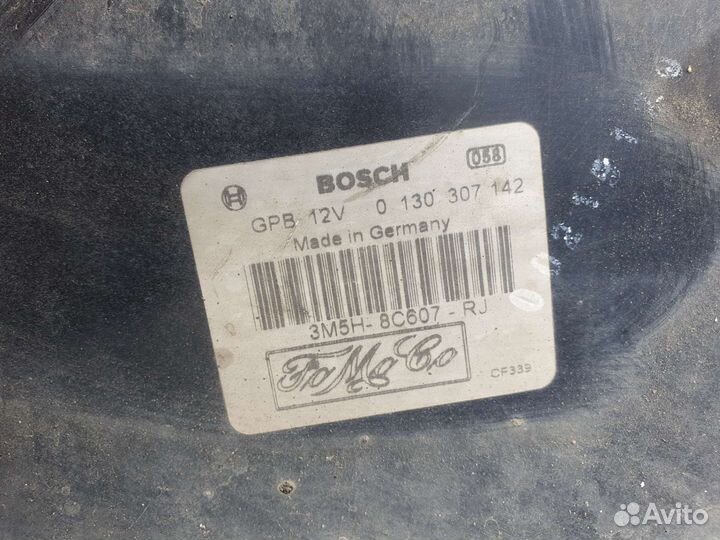 BOSCH
058
GPB 12V 0 130 307 142
Made in Germany
3M5H-8C607-RJ
FoMoCo
CF339
Avito